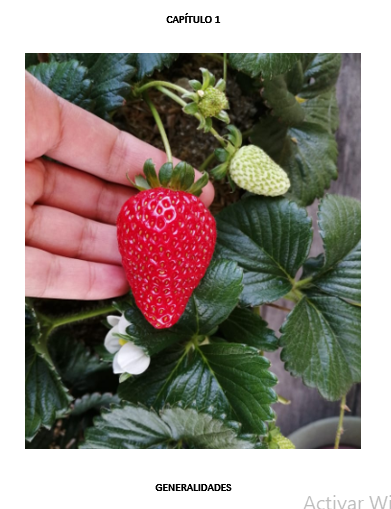 CAPÍTULO 1
GENERALIDADES
Activar Wi